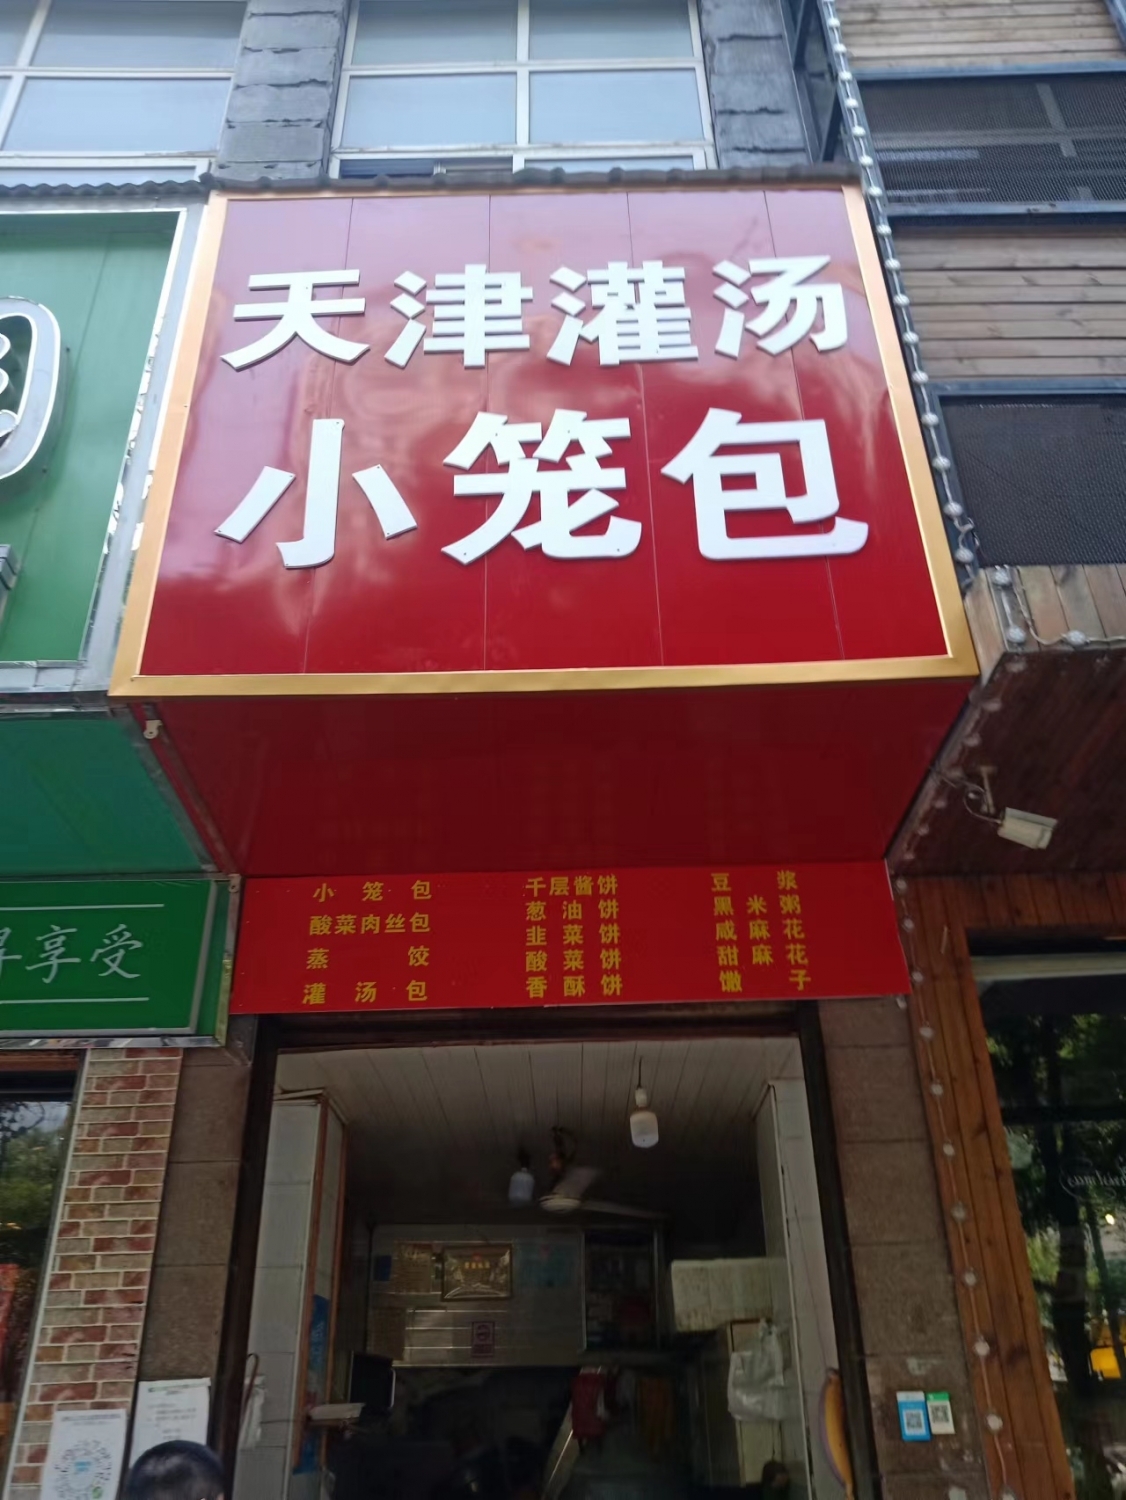 天津灌汤
小笼包
享受
小笼包
酸菜肉丝包
蒸饺
灌汤包
千层酱饼
葱油饼
韭菜饼
酸菜饼
香酥饼
豆浆
黑米粥
咸麻花
甜麻花
馓子